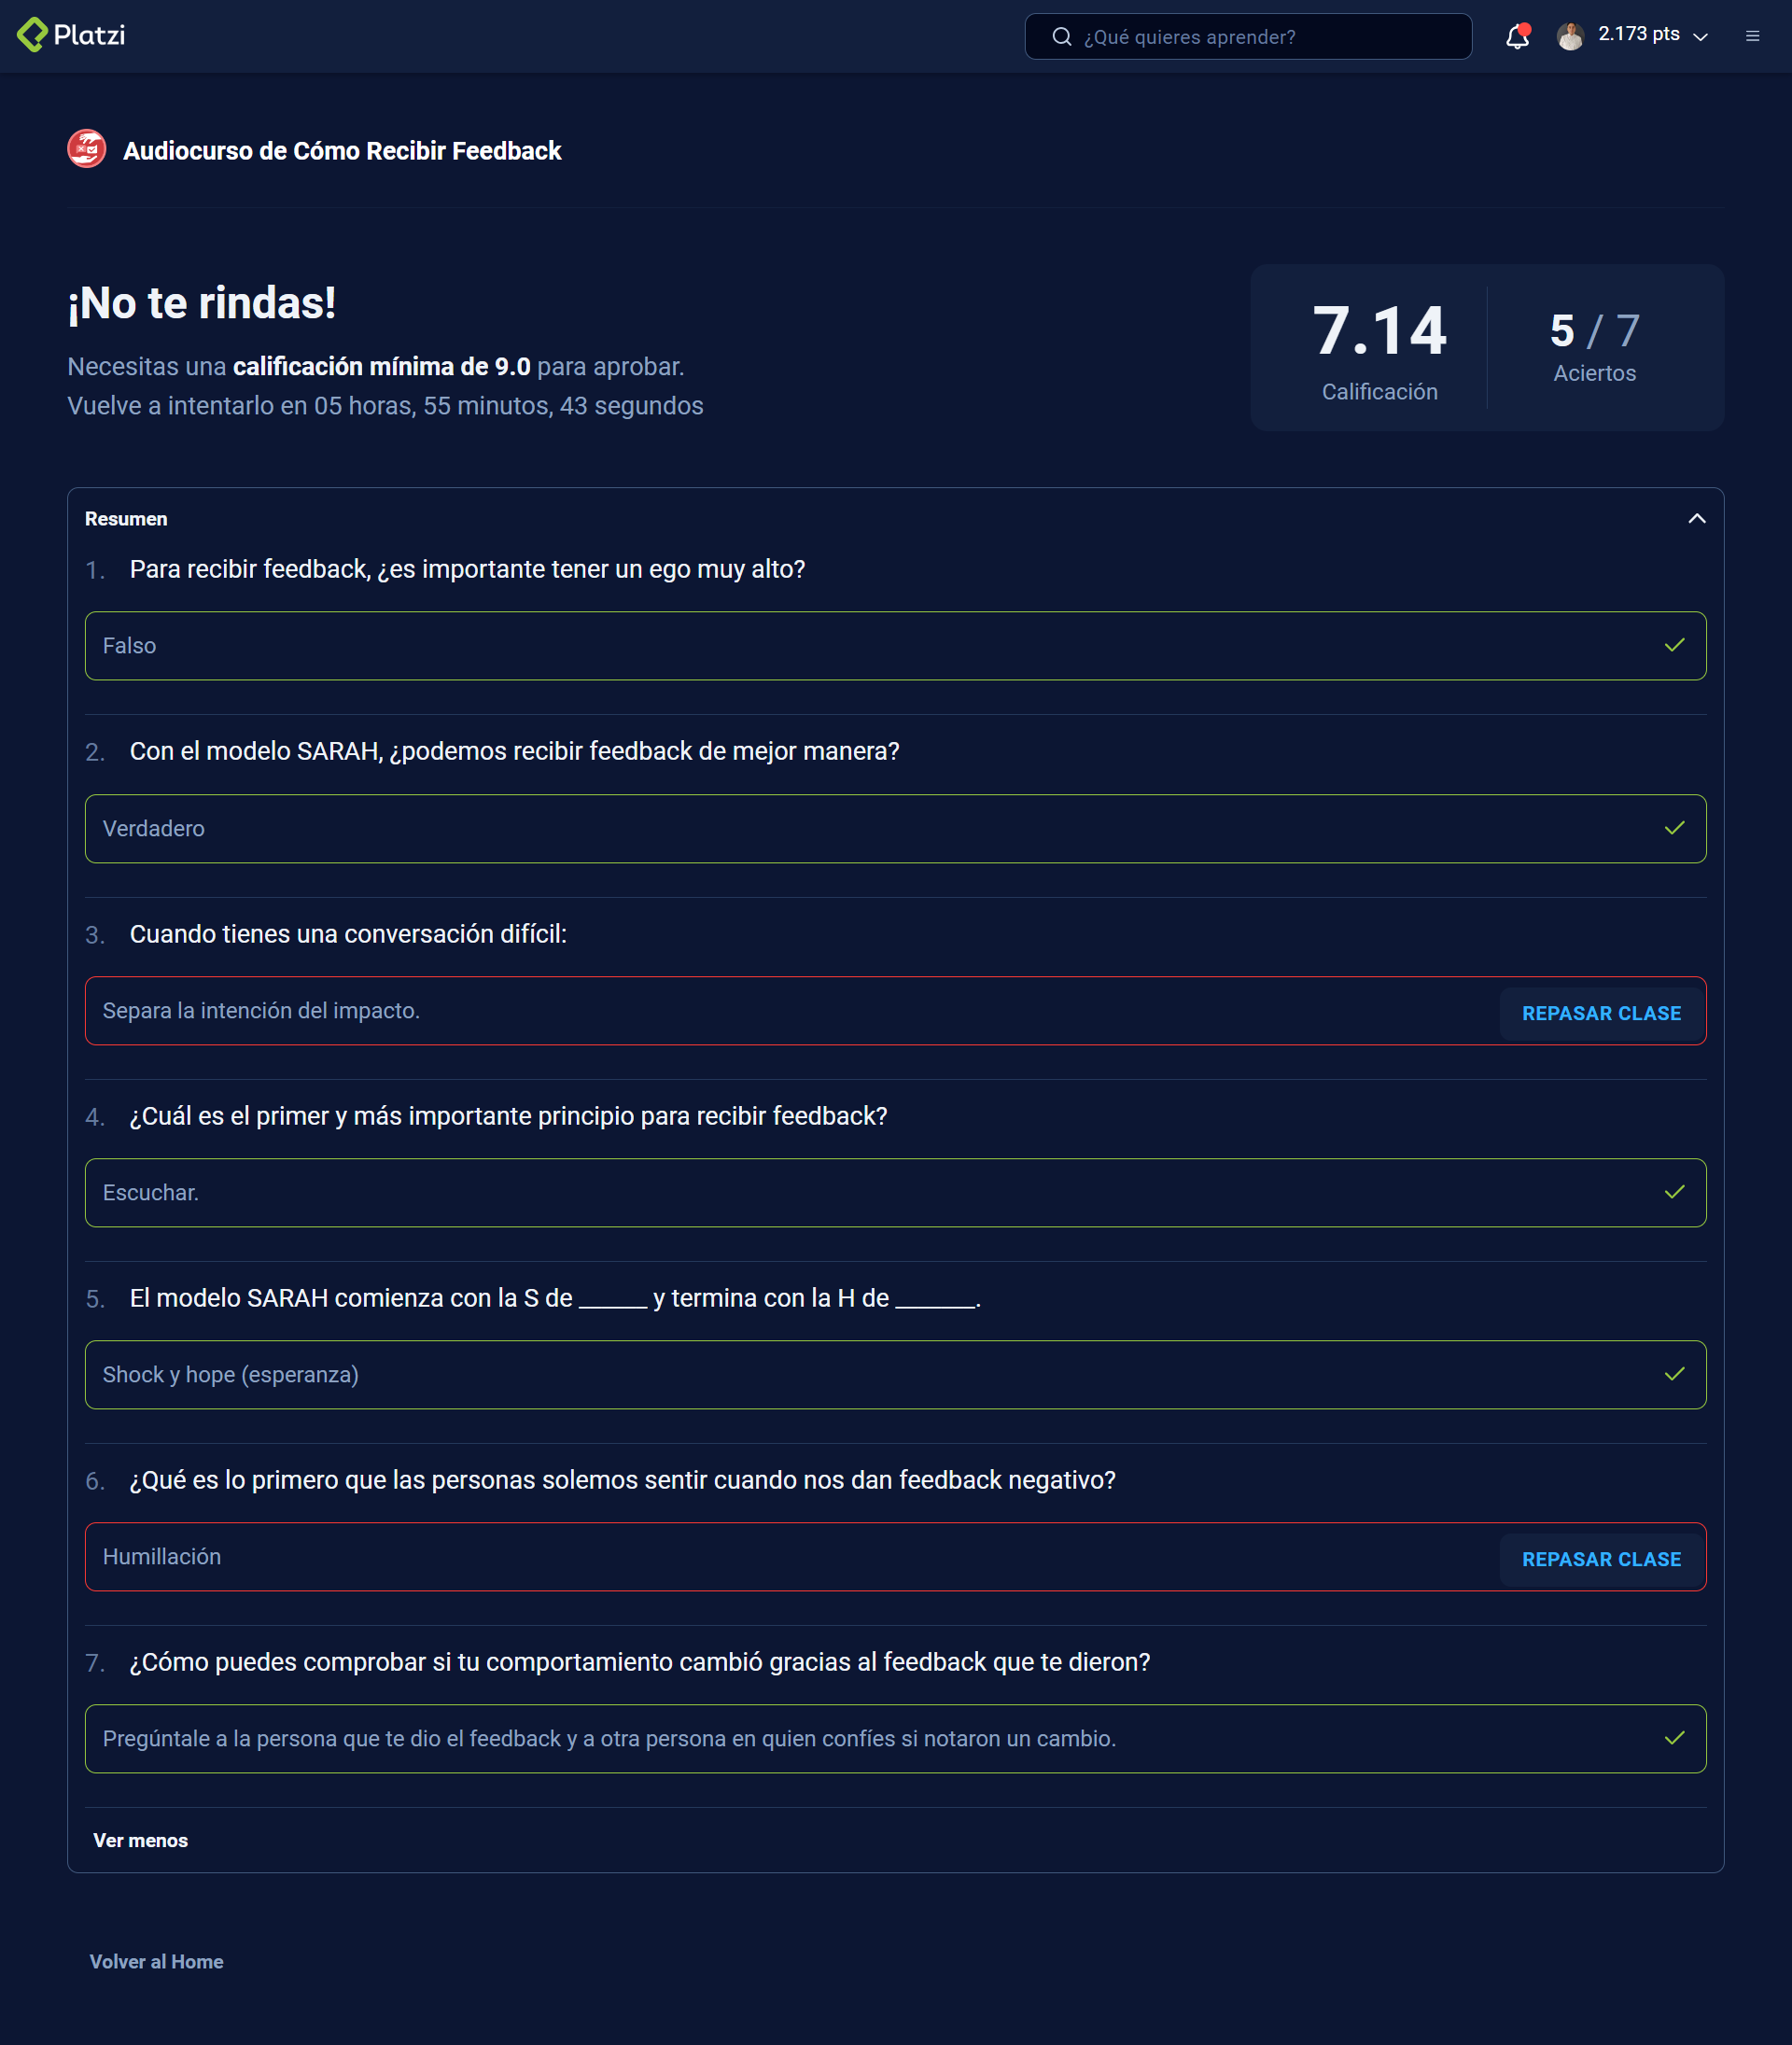 Platzi
¿Qué quieres aprender?
2.173 pts
Audiocurso de Cómo Recibir Feedback
¡No te rindas!
Necesitas una calificación mínima de 9.0 para aprobar.
Vuelve a intentarlo en 05 horas, 55 minutos, 43 segundos
7.14
Calificación
5 / 7
Aciertos
Resumen
1. Para recibir feedback, ¿es importante tener un ego muy alto?
Falso
2. Con el modelo SARAH, ¿podemos recibir feedback de mejor manera?
Verdadero
3. Cuando tienes una conversación difícil:
Separa la intención del impacto.
REPASAR CLASE
4. ¿Cuál es el primer y más importante principio para recibir feedback?
Escuchar.
5. El modelo SARAH comienza con la S de ______ y termina con la H de _______.
Shock y hope (esperanza)
6. ¿Qué es lo primero que las personas solemos sentir cuando nos dan feedback negativo?
Humillación
REPASAR CLASE
7. ¿Cómo puedes comprobar si tu comportamiento cambió gracias al feedback que te dieron?
Pregúntale a la persona que te dio el feedback y a otra persona en quien confíes si notaron un cambio.
Ver menos
Volver al Home